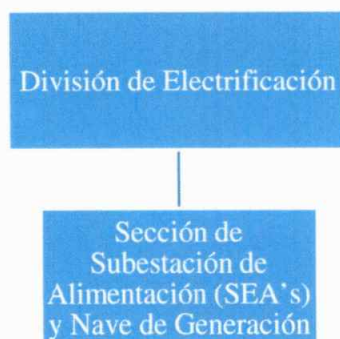 División de Electrificación
Sección de
Subestación de
Alimentación (SEA's)
y Nave de Generación